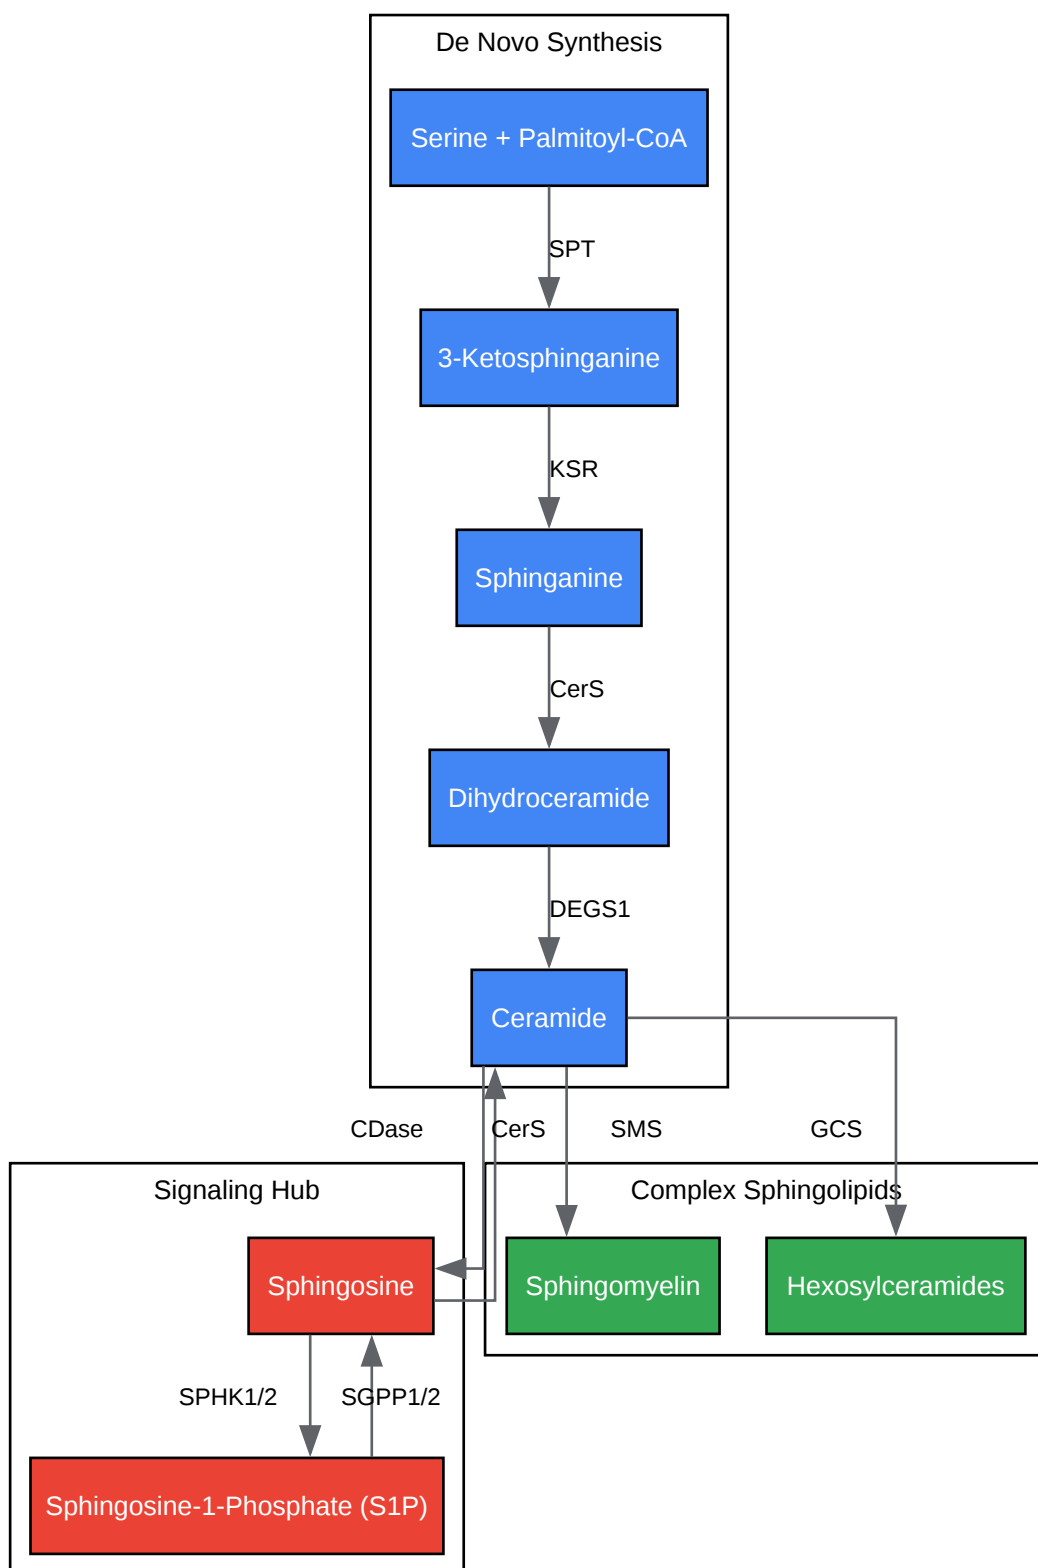 De Novo Synthesis
Serine + Palmitoyl-CoA
SPT
3-Ketosphinganine
KSR
Sphinganine
CerS
Dihydroceramide
DEGS1
Ceramide
CDase
CerS
SMS
GCS
Signaling Hub
Complex Sphingolipids
Sphingosine
Sphingomyelin
Hexosylceramides
SPHK1/2
SGPP1/2
Sphingosine-1-Phosphate (S1P)